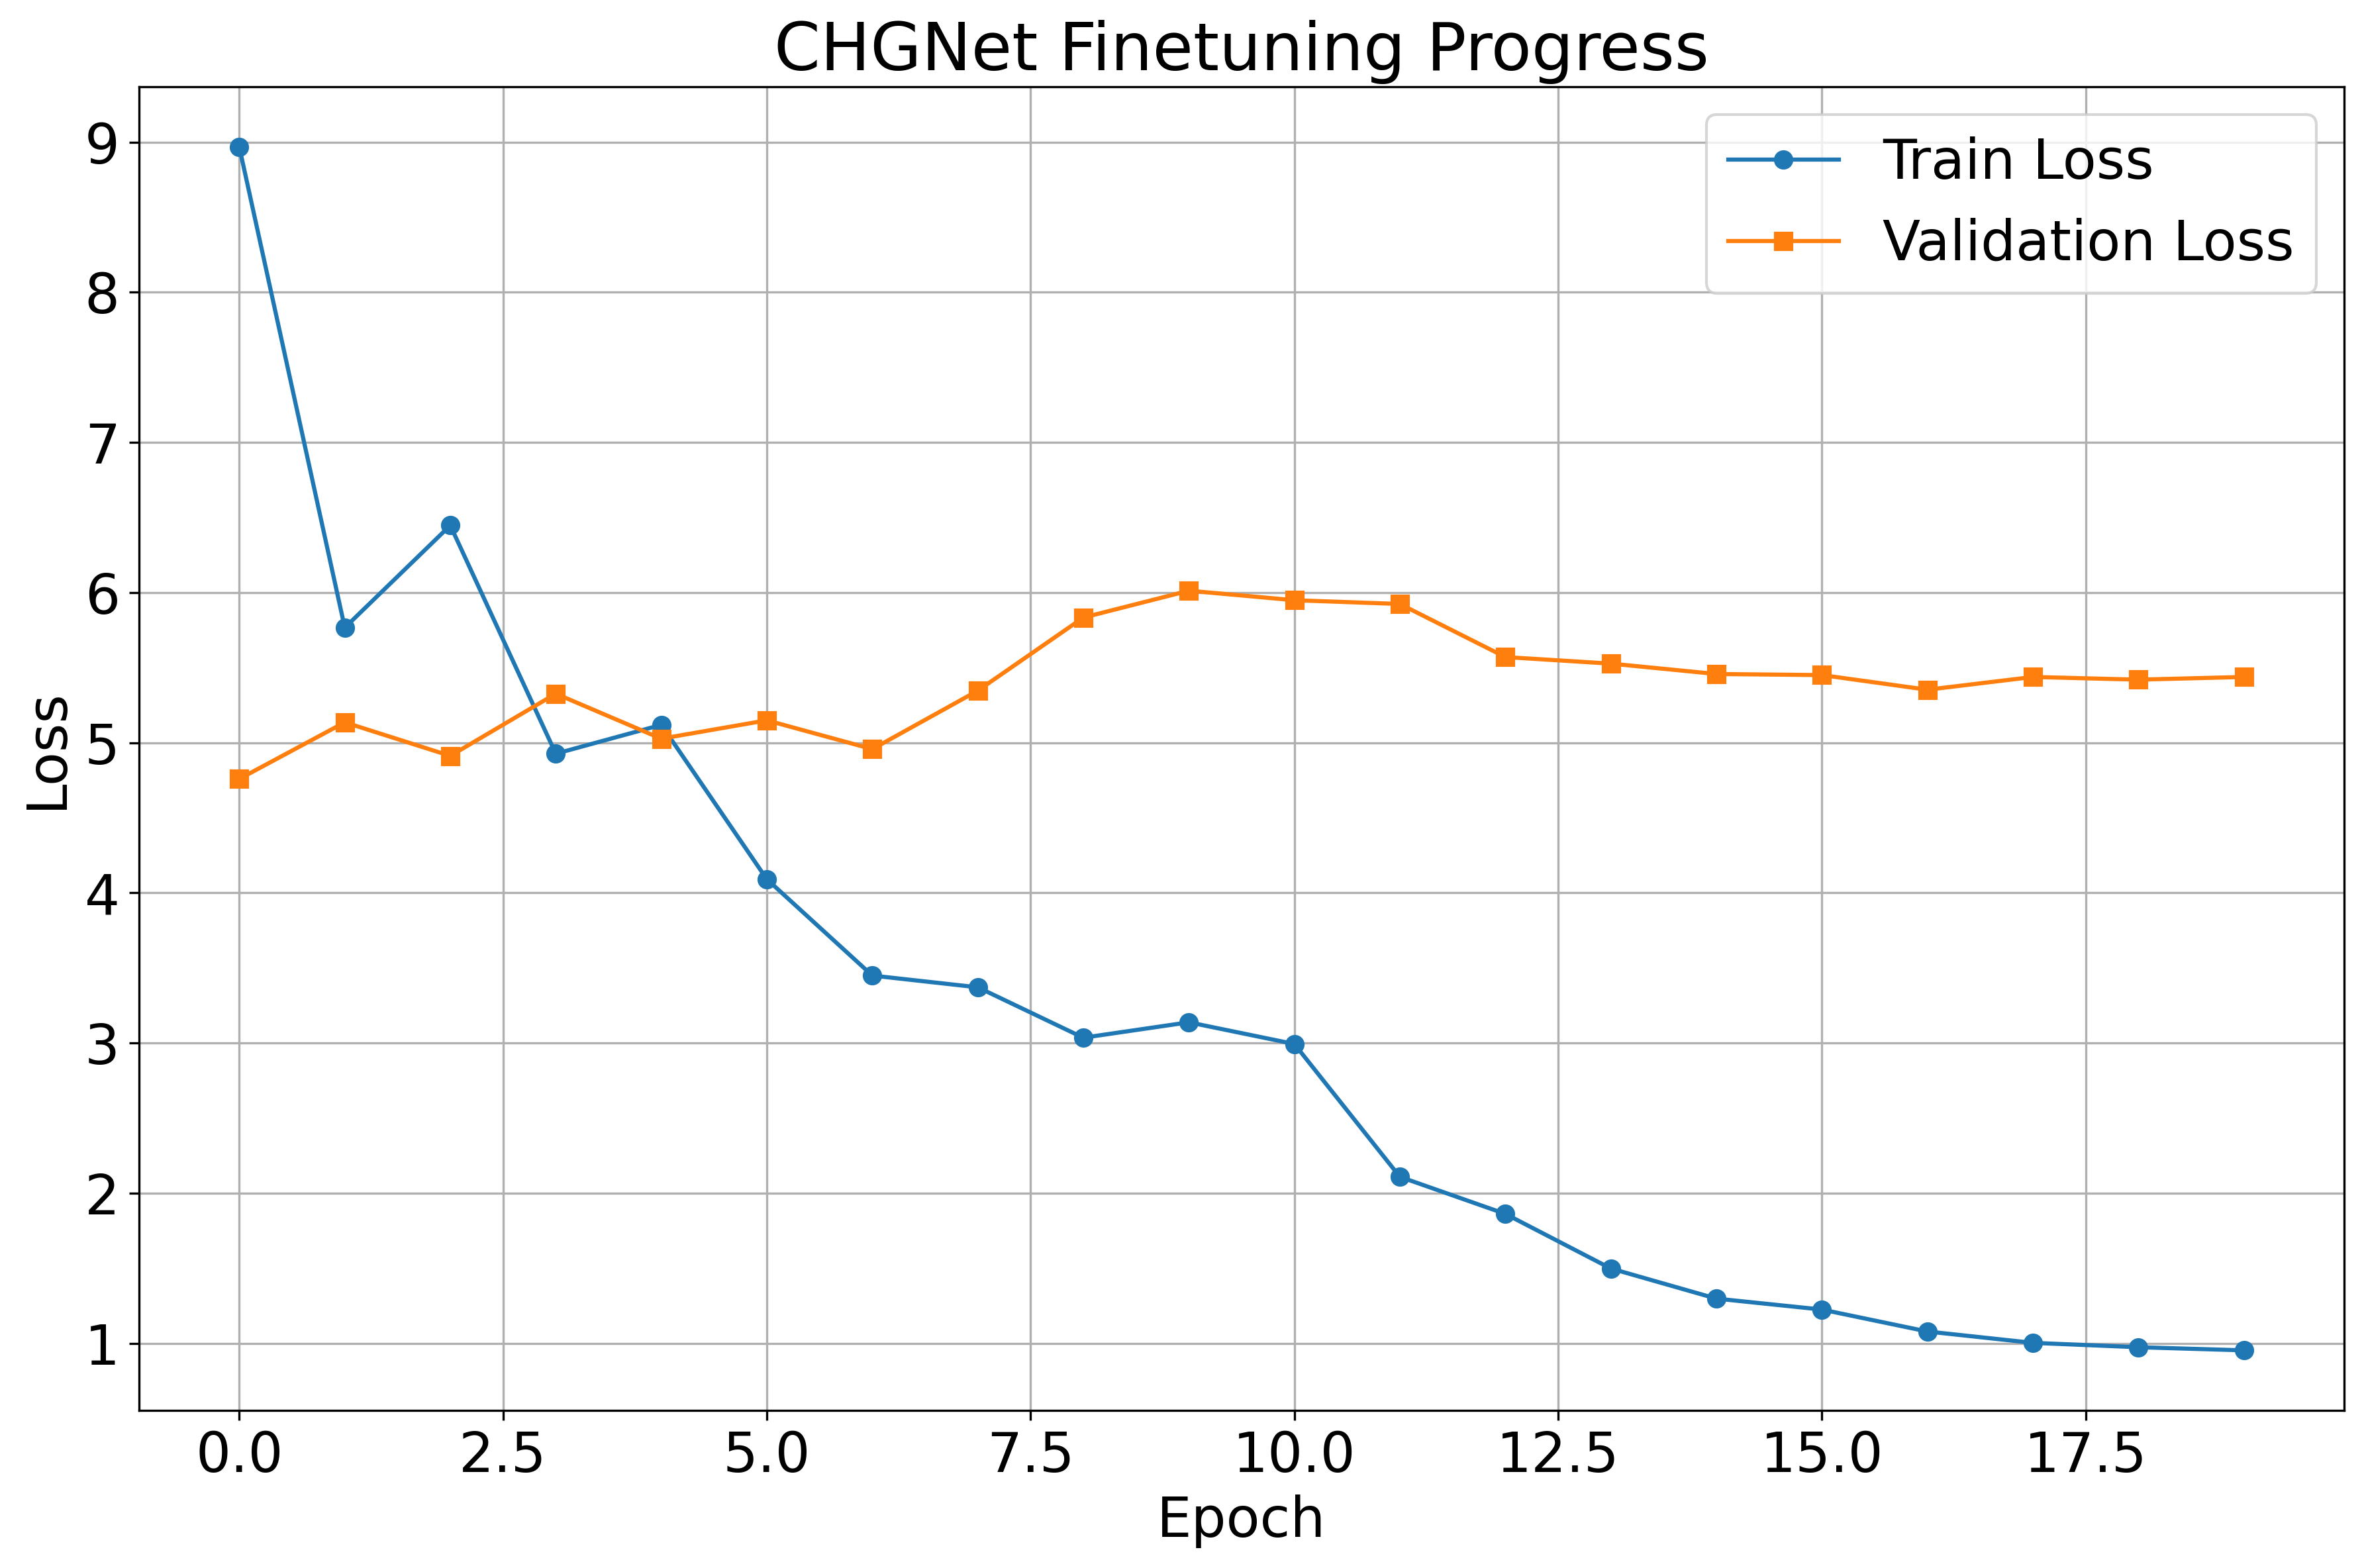 CHGNet Finetuning Progress
Train Loss
Validation Loss
9
8
7
6
5
4
3
2
1
Loss
0.0 2.5 5.0 7.5 10.0 12.5 15.0 17.5
Epoch